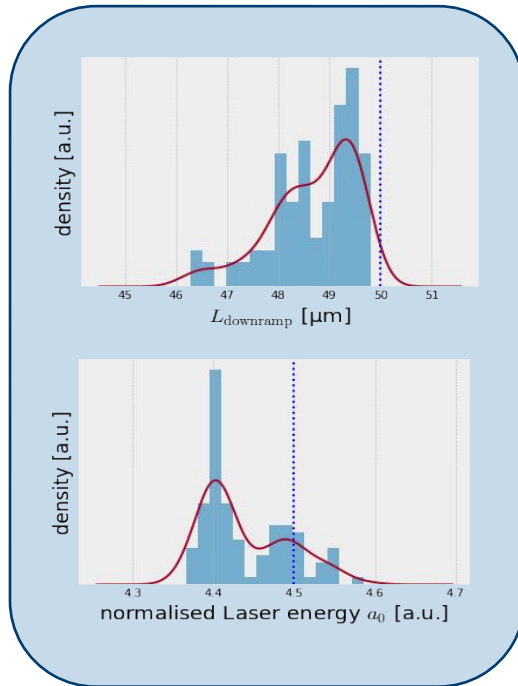 density [a.u.]
45 46 47 48 49 50 51
L_downramp [µm]
density [a.u.]
4.3 4.4 4.5 4.6 4.7
normalised Laser energy a_0 [a.u.]